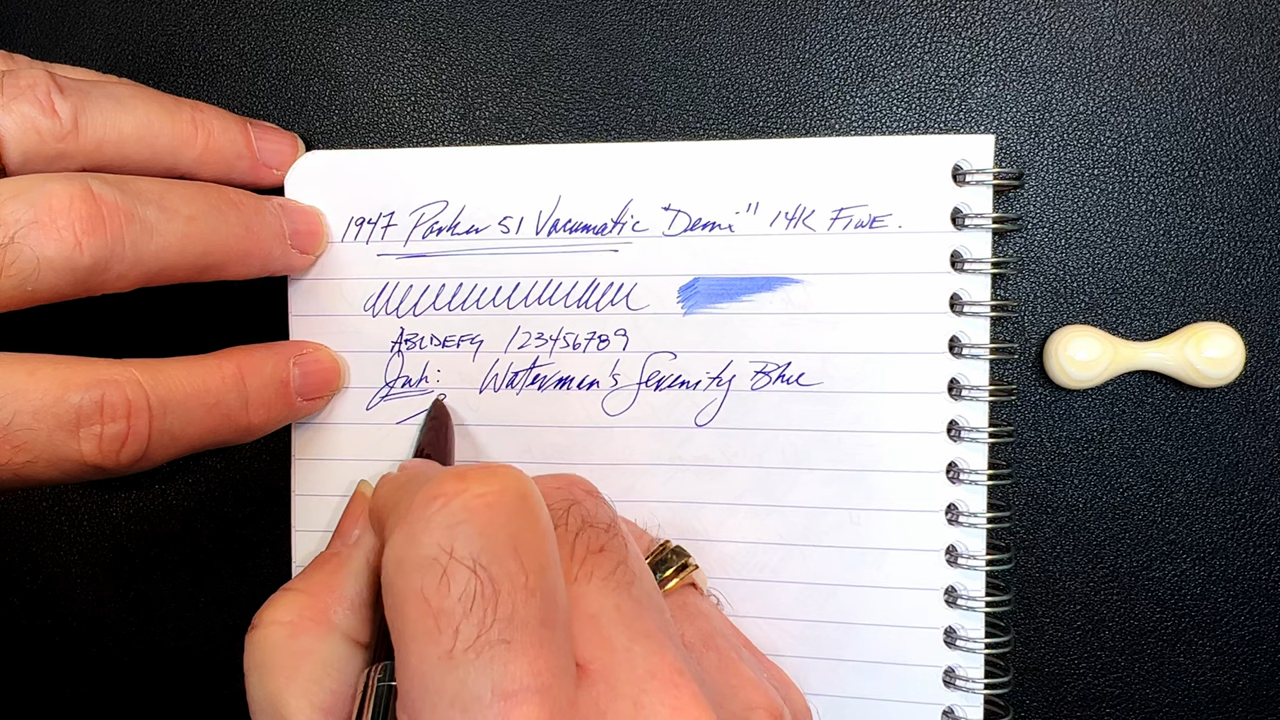 1947 Parker 51 Vacumatic "Demi" 14K FINE.
ABCDEFG 123456789
Ink: Waterman's Serenity Blue